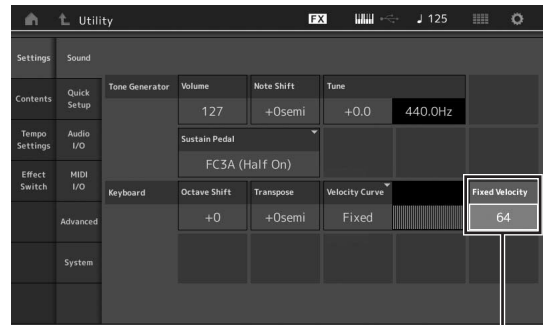 Utility
FX
♩ 125
Settings
Sound
Contents
Quick
Setup
Tempo
Settings
Audio
I/O
Effect
Switch
MIDI
I/O
Advanced
System
Tone Generator
Volume
127
Note Shift
+0semi
Tune
+0.0
440.0Hz
Sustain Pedal
FC3A (Half On)
Keyboard
Octave Shift
+0
Transpose
+0semi
Velocity Curve
Fixed
Fixed Velocity
64